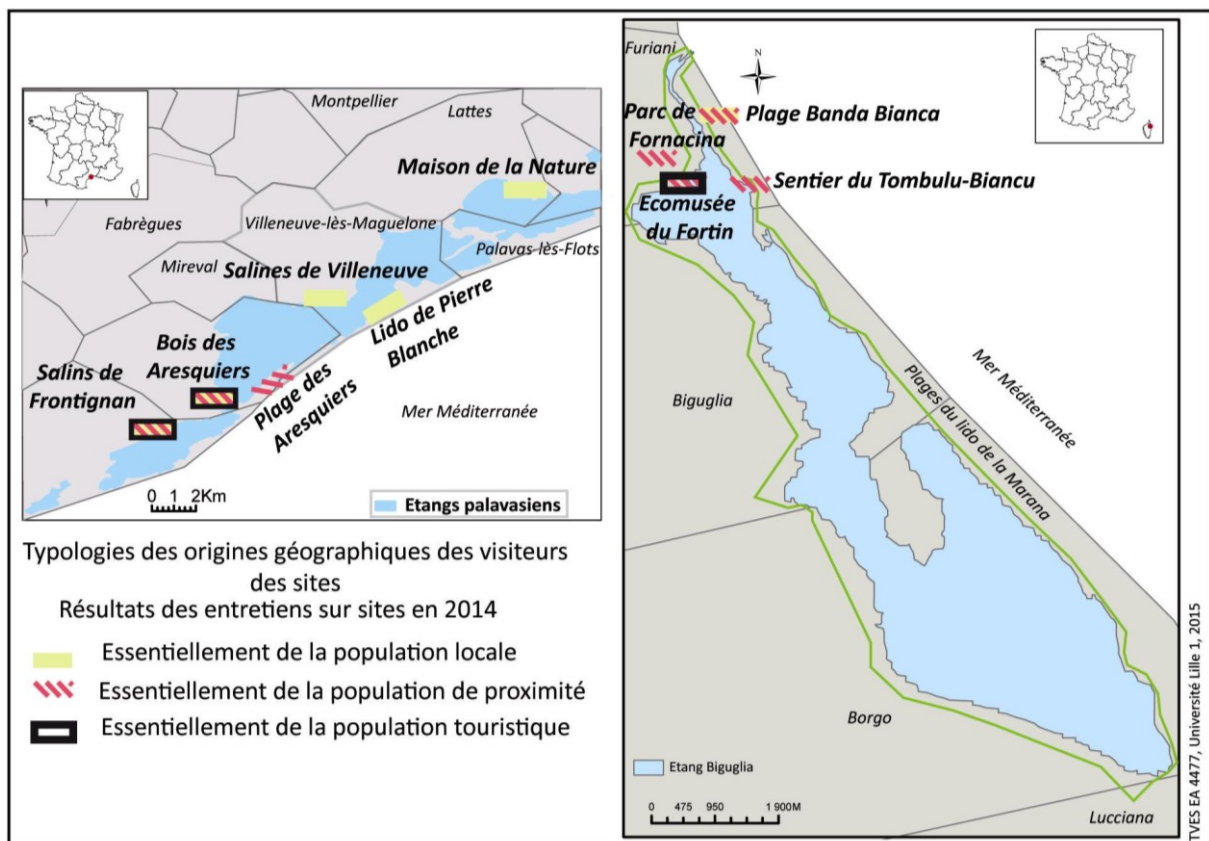 Montpellier
Lattes
Maison de la Nature
Fabrègues
Villeneuve-lès-Maguelone
Palavas-lès-Flots
Mireval
Salines de Villeneuve
Lido de Pierre
Blanche
Bois des
Aresquiers
Salins de
Frontignan
Plage des
Aresquiers
Mer Méditerranée
0 1 2Km
Etangs palavasiens
Typologies des origines géographiques des visiteurs
des sites
Résultats des entretiens sur sites en 2014
Essentiellement de la population locale
Essentiellement de la population de proximité
Essentiellement de la population touristique
Furiani
N
Parc de
Fornacina
Plage Banda Bianca
Sentier du Tombulu-Biancu
Ecomusée
du Fortin
Mer Méditerranée
Plages du lido de la Marana
Biguglia
Borgo
Etang Biguglia
0 475 950 1 900M
Lucciana
TVES EA 4477, Université Lille 1, 2015